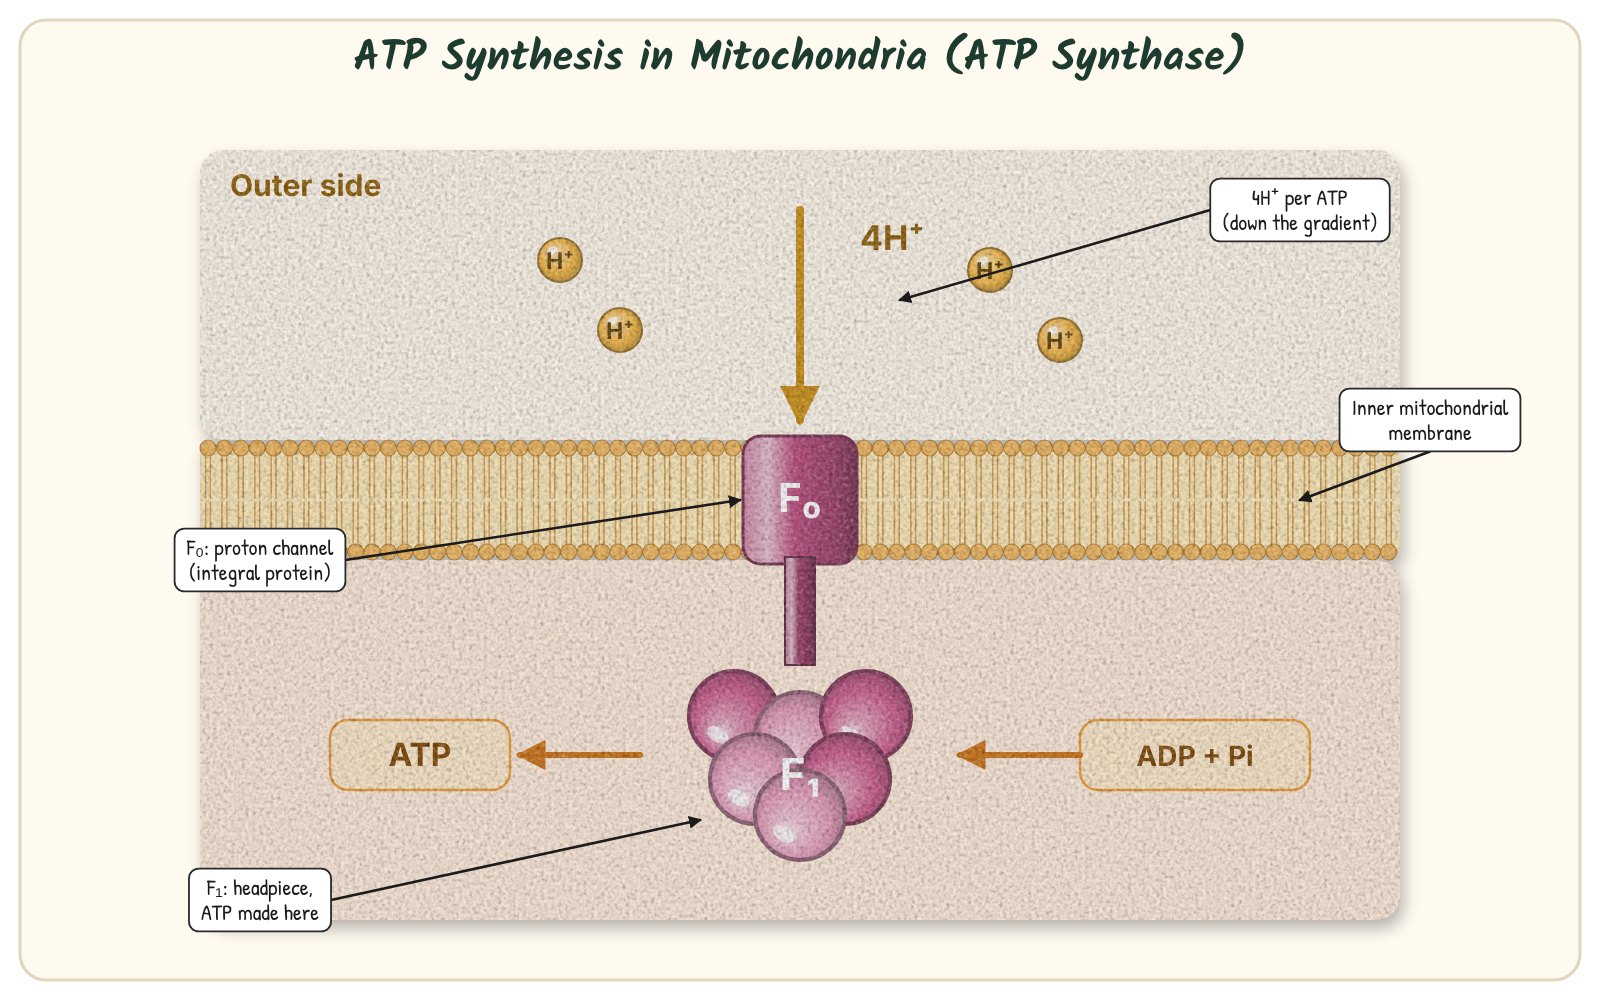 ATP Synthesis in Mitochondria (ATP Synthase)
Outer side
4H⁺ per ATP
(down the gradient)
4H⁺
H⁺
H⁺
H⁺
H⁺
Inner mitochondrial
membrane
F₀
F₀: proton channel
(integral protein)
ATP
F₁
ADP + Pi
F₁: headpiece,
ATP made here